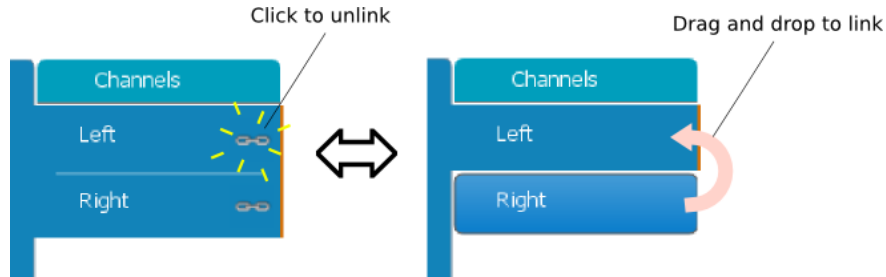 Click to unlink
Drag and drop to link
Channels
Left
Right
Channels
Left
Right